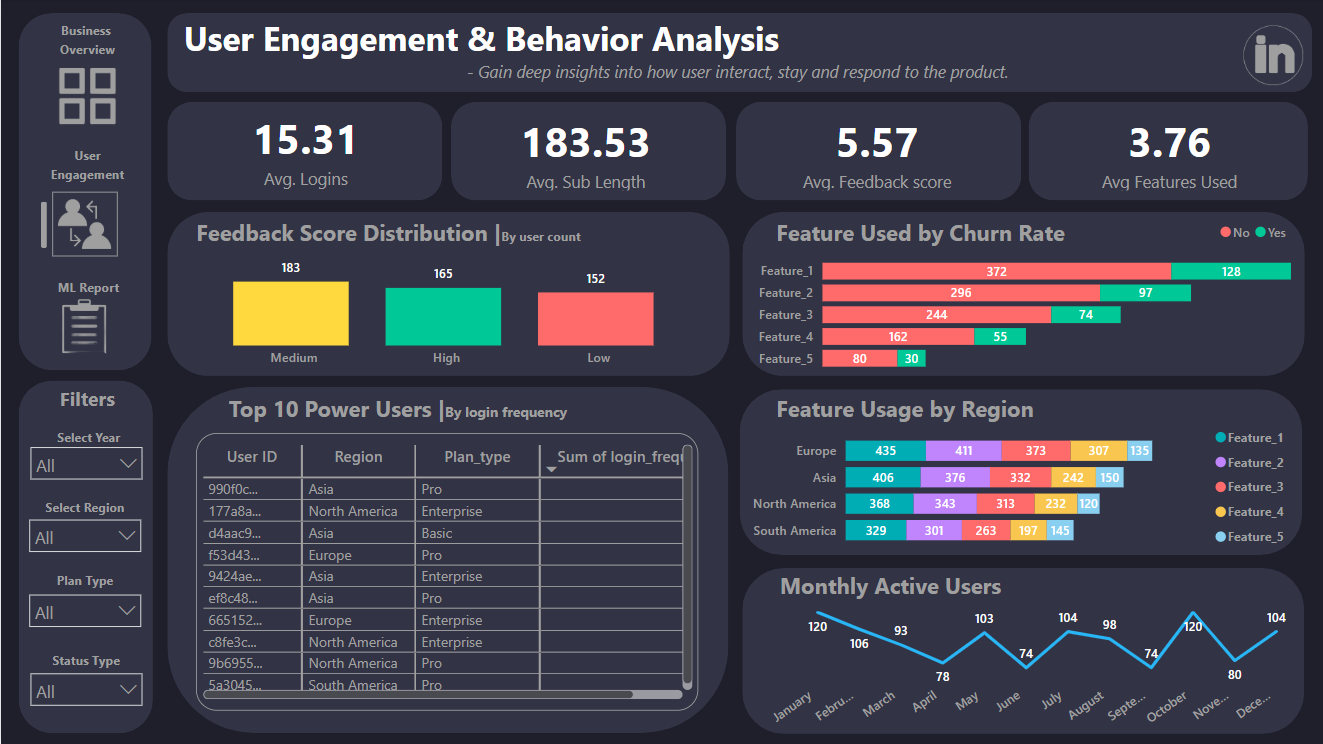 Business
Overview
User
Engagement
ML Report
Filters
Select Year
All
Select Region
All
Plan Type
All
Status Type
All
User Engagement & Behavior Analysis
- Gain deep insights into how user interact, stay and respond to the product.
in
15.31
Avg. Logins
183.53
Avg. Sub Length
5.57
Avg. Feedback score
3.76
Avg Features Used
Feedback Score Distribution |By user count
183
165
152
Medium High Low
Feature Used by Churn Rate
No Yes
Feature_1 372 128
Feature_2 296 97
Feature_3 244 74
Feature_4 162 55
Feature_5 80 30
Top 10 Power Users |By login frequency
User ID Region Plan_type Sum of login_frequ
990f0c... Asia Pro
177a8a... North America Enterprise
d4aac9... Asia Basic
f53d43... Europe Pro
9424ae... Asia Enterprise
ef8c48... Asia Pro
665152... Europe Enterprise
c8fe3c... North America Enterprise
9b6955... North America Pro
5a3045... South America Pro
Feature Usage by Region
Europe 435 411 373 307 135
Asia 406 376 332 242 150
North America 368 343 313 232 120
South America 329 301 263 197 145
Feature_1
Feature_2
Feature_3
Feature_4
Feature_5
Monthly Active Users
120 106 93 78 103 74 104 98 74 120 80 104
January Febru... March April May June July August Septe... October Nove... Dece...